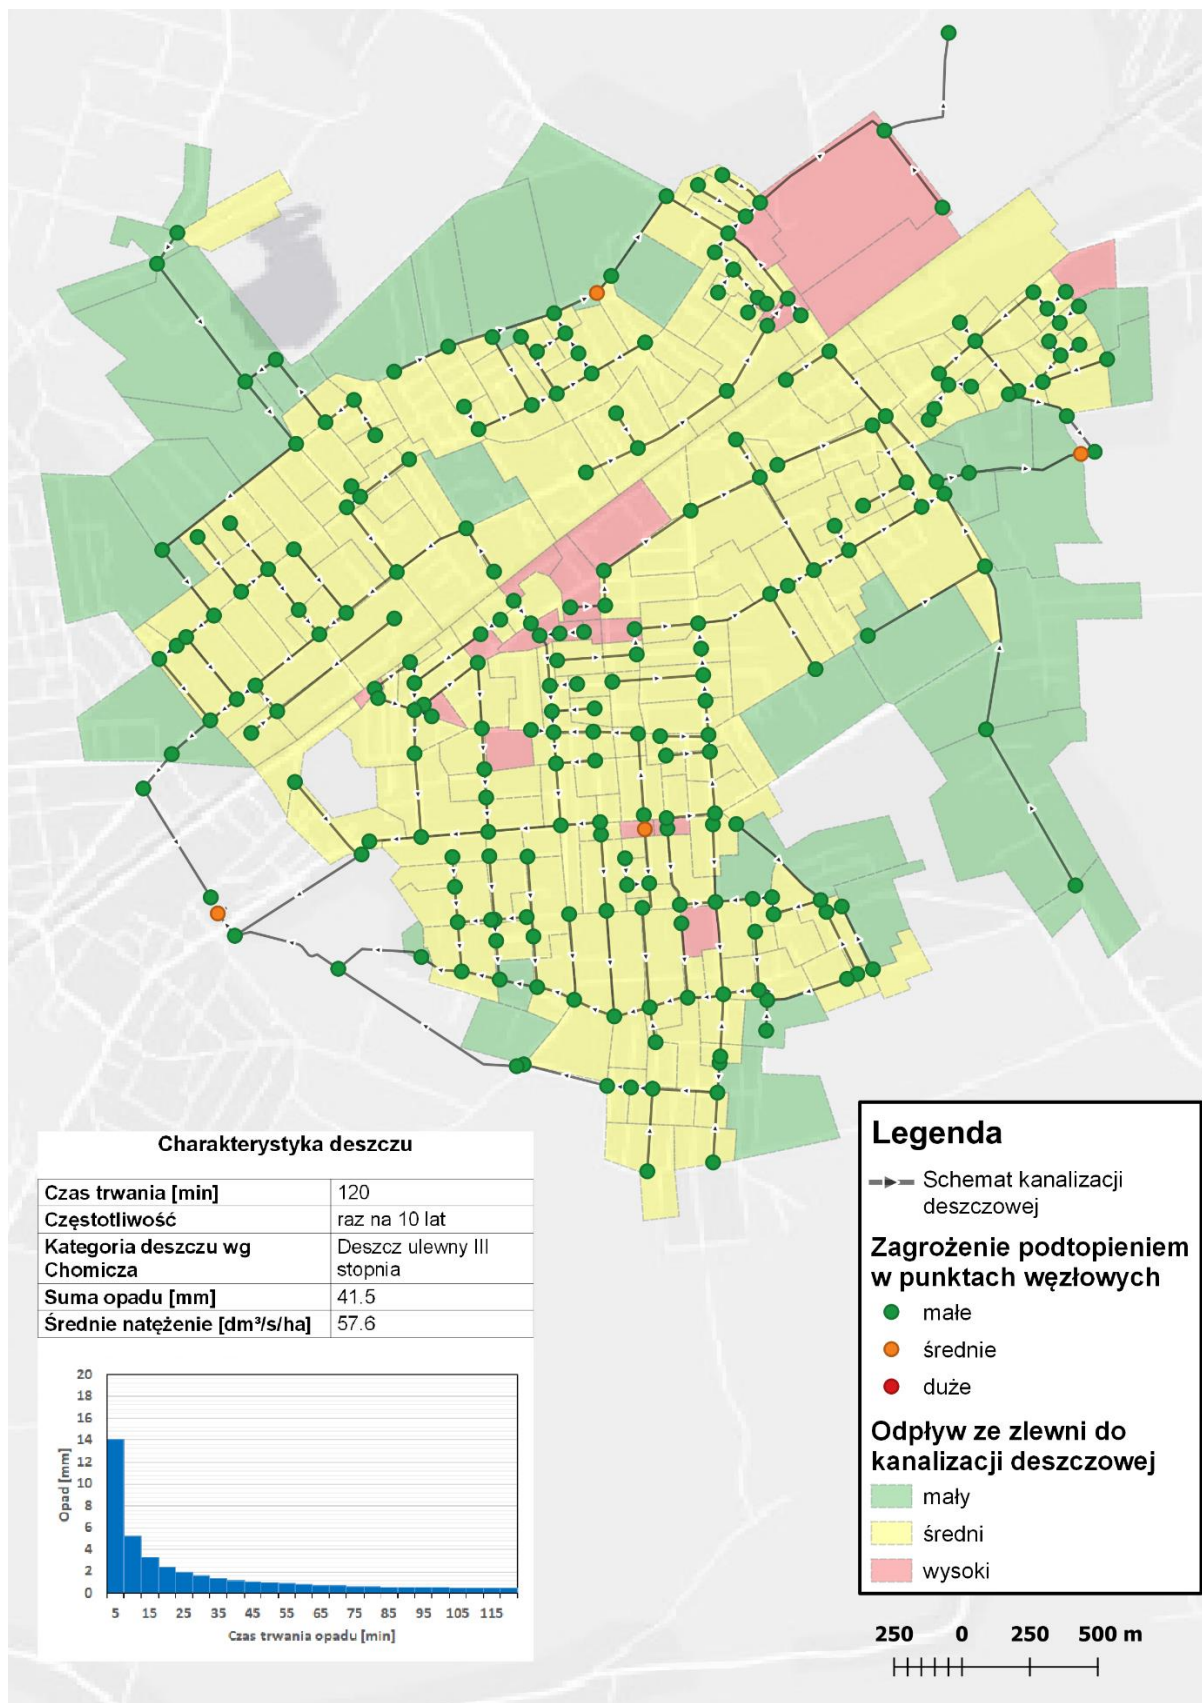 Charakterystyka deszczu
Czas trwania [min] 120
Częstotliwość raz na 10 lat
Kategoria deszczu wg Chomicza Deszcz ulewny III stopnia
Suma opadu [mm] 41.5
Średnie natężenie [dm³/s/ha] 57.6
20
18
16
14
12
10
8
6
4
2
0
Opad [mm]
5 15 25 35 45 55 65 75 85 95 105 115
Czas trwania opadu [min]
Legenda
Schemat kanalizacji
deszczowej
Zagrożenie podtopieniem
w punktach węzłowych
małe
średnie
duże
Odpływ ze zlewni do
kanalizacji deszczowej
mały
średni
wysoki
250 0 250 500 m